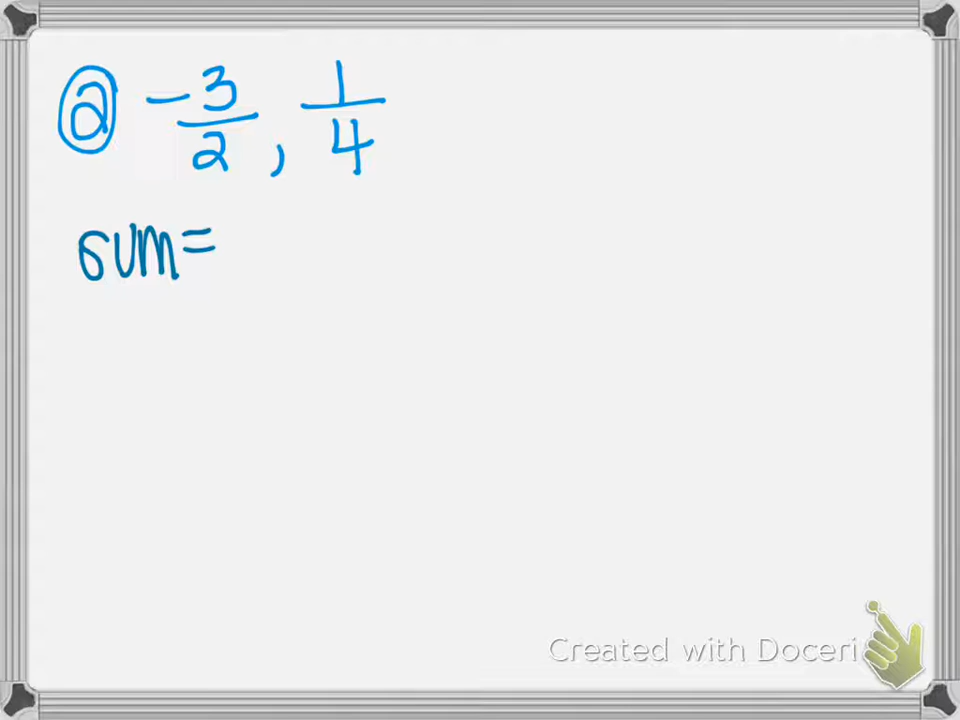 ⓐ -3/2, 1/4
sum=
Created with Doceri